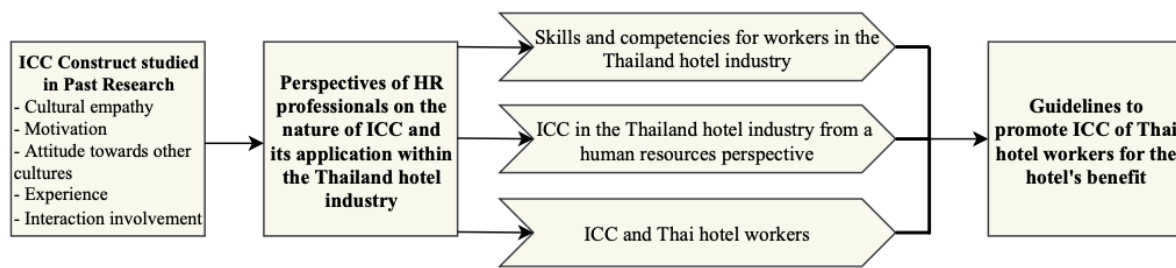 ICC Construct studied
in Past Research
- Cultural empathy
- Motivation
- Attitude towards other
cultures
- Experience
- Interaction involvement
Perspectives of HR
professionals on the
nature of ICC and
its application within
the Thailand hotel
industry
Skills and competencies for workers in the
Thailand hotel industry
ICC in the Thailand hotel industry from a
human resources perspective
ICC and Thai hotel workers
Guidelines to
promote ICC of Thai
hotel workers for the
hotel's benefit